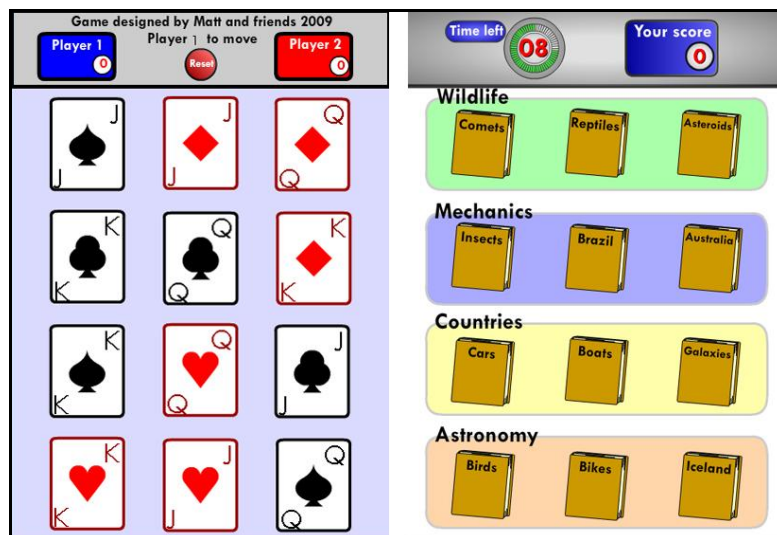 Game designed by Matt and friends 2009
Player 1
0
Player 1 to move
Reset
Player 2
0
J
J
J
J
Q
Q
K
K
Q
Q
K
K
K
K
Q
Q
J
J
K
K
J
J
Q
Q
Time left
08
Your score
0
Wildlife
Comets
Reptiles
Asteroids
Mechanics
Insects
Brazil
Australia
Countries
Cars
Boats
Galaxies
Astronomy
Birds
Bikes
Iceland